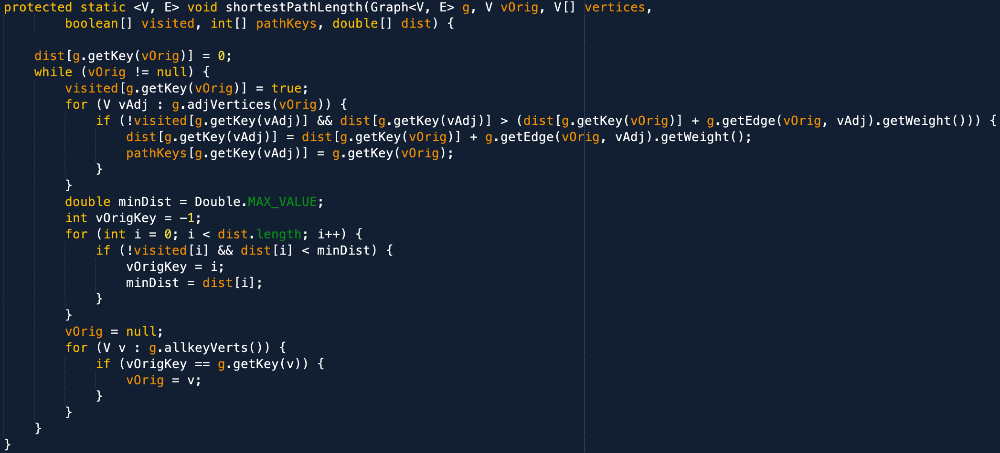 protected static <V, E> void shortestPathLength(Graph<V, E> g, V vOrig, V[] vertices,
        boolean[] visited, int[] pathKeys, double[] dist) {

    dist[g.getKey(vOrig)] = 0;
    while (vOrig != null) {
        visited[g.getKey(vOrig)] = true;
        for (V vAdj : g.adjVertices(vOrig)) {
            if (!visited[g.getKey(vAdj)] && dist[g.getKey(vAdj)] > (dist[g.getKey(vOrig)] + g.getEdge(vOrig, vAdj).getWeight())) {
                dist[g.getKey(vAdj)] = dist[g.getKey(vOrig)] + g.getEdge(vOrig, vAdj).getWeight();
                pathKeys[g.getKey(vAdj)] = g.getKey(vOrig);
            }
        }
        double minDist = Double.MAX_VALUE;
        int vOrigKey = -1;
        for (int i = 0; i < dist.length; i++) {
            if (!visited[i] && dist[i] < minDist) {
                vOrigKey = i;
                minDist = dist[i];
            }
        }
        vOrig = null;
        for (V v : g.allkeyVerts()) {
            if (vOrigKey == g.getKey(v)) {
                vOrig = v;
            }
        }
    }
}